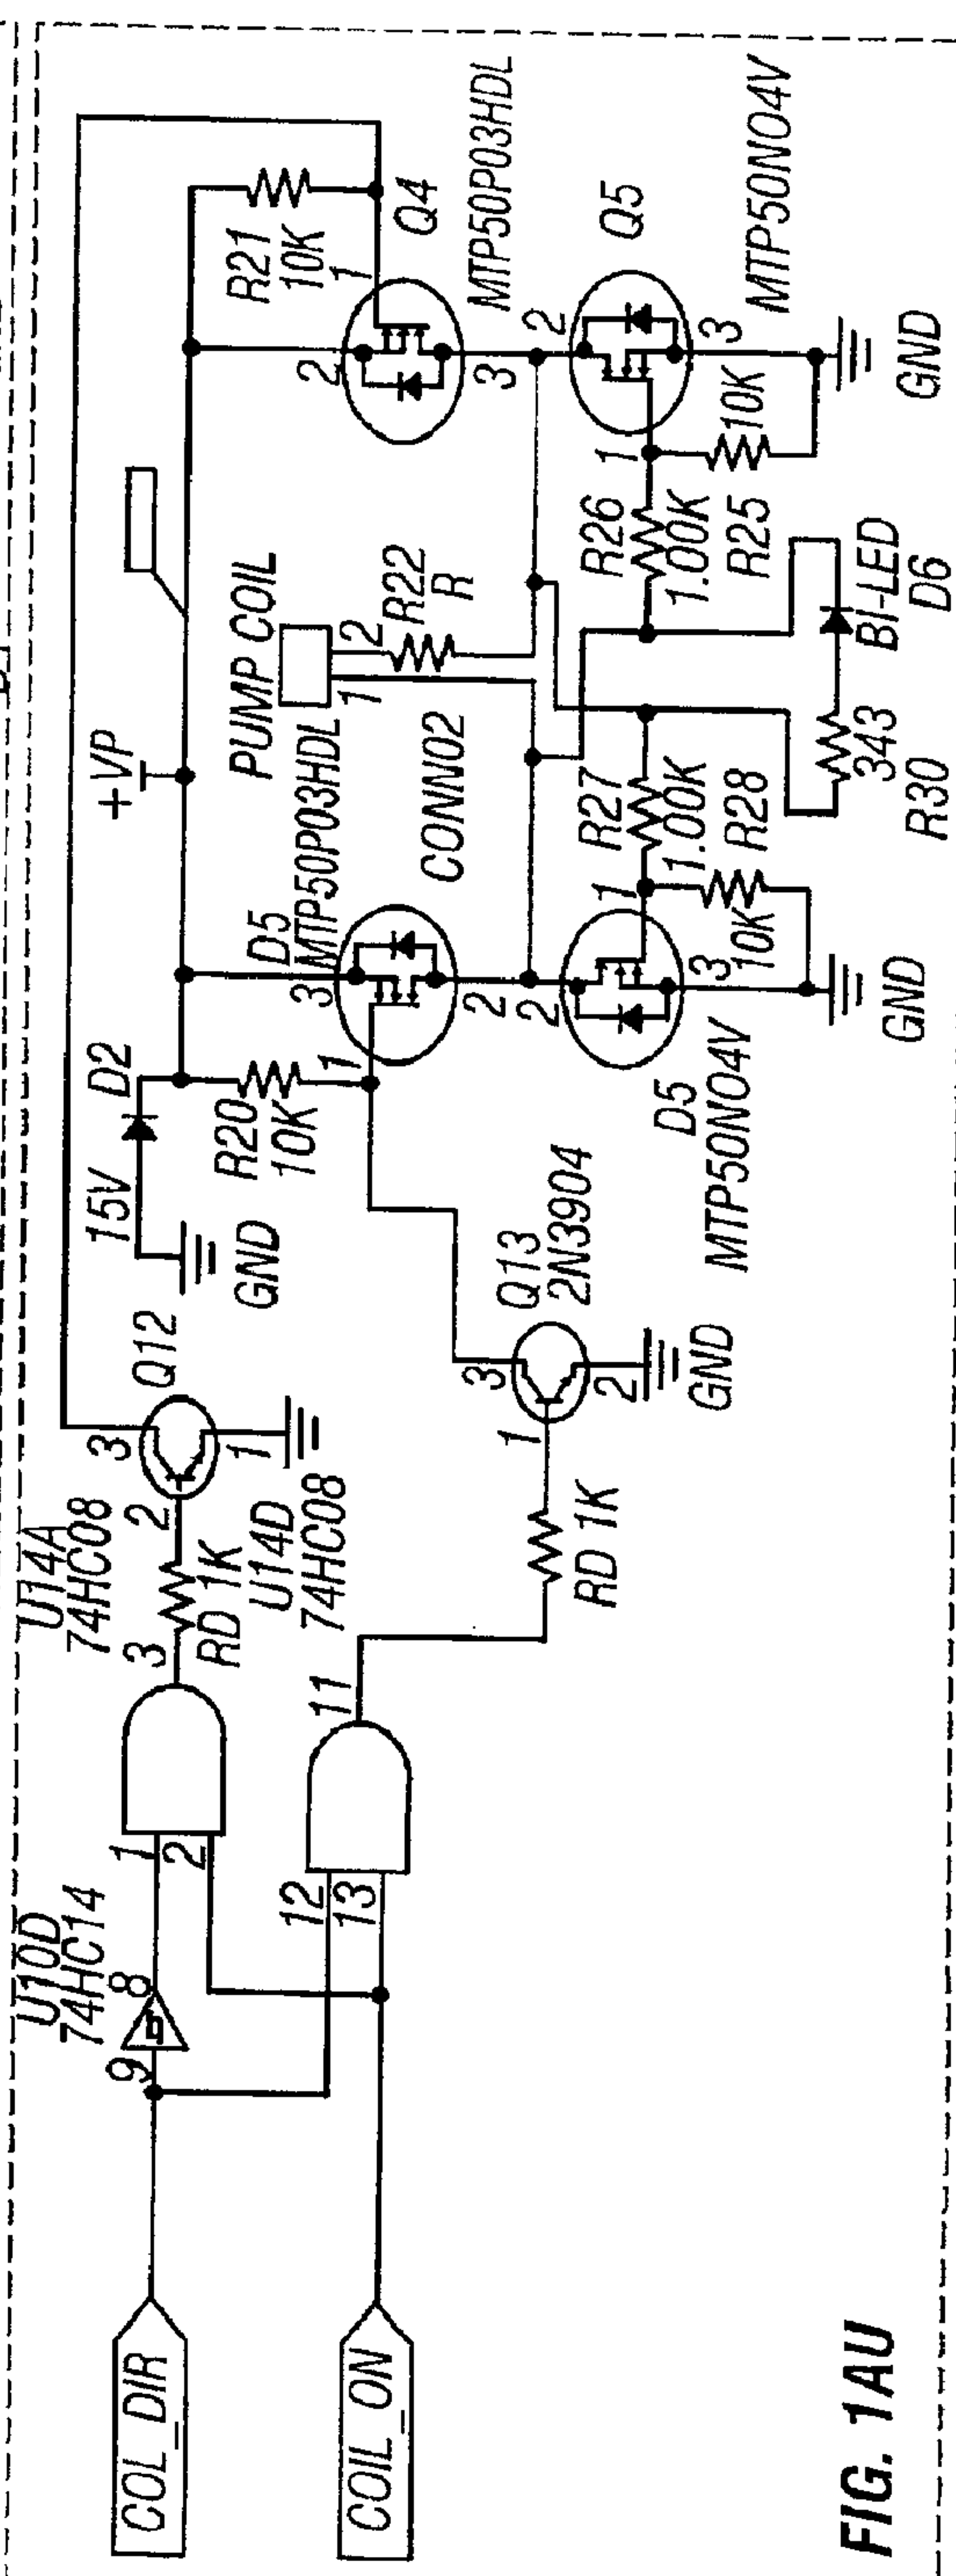 COL_DIR
COIL_ON
U10D
74HC14
9
8
1
2
12
13
U14A
74HC08
3
11
RD 1K
U14D
74HC08
2
3
1
Q12
RD 1K
1
3
2
Q13
2N3904
GND
15V
D2
GND
R20
10K
1
+VP
D5
MTP50P03HDL
3
2
2
1
3
D5
MTP50NO4V
PUMP COIL
1
2
CONN02
R22
R
R27
1.00K
R28
10K
GND
R26
1.00K
R25
10K
BI-LED
D6
343
R30
R21
10K
1
2
3
Q4
MTP50P03HDL
2
1
3
Q5
MTP50NO4V
GND
FIG. 1AU